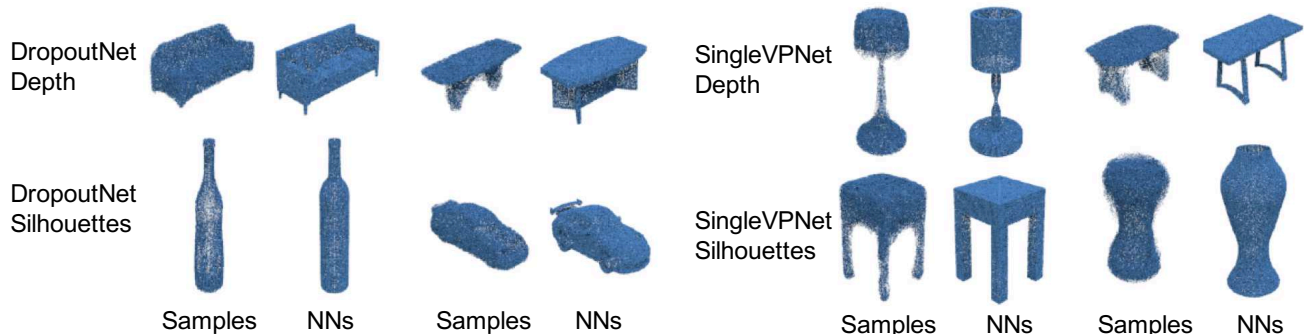 DropoutNet
Depth
SingleVPNet
Depth
DropoutNet
Silhouettes
SingleVPNet
Silhouettes
Samples NNs Samples NNs Samples NNs Samples NNs